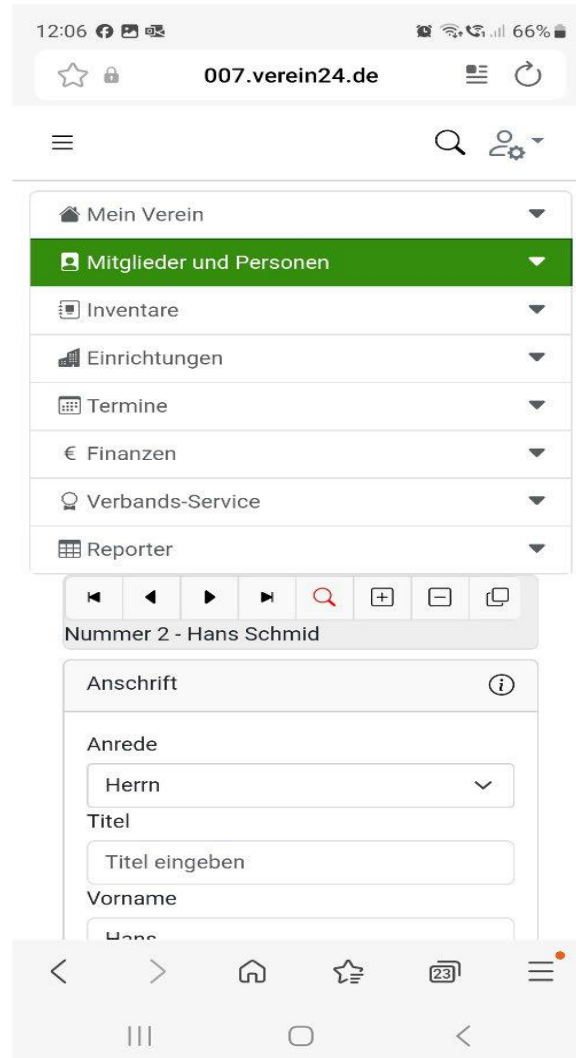 12:06
66%
007.verein24.de
Mein Verein
Mitglieder und Personen
Inventare
Einrichtungen
Termine
€ Finanzen
Verbands-Service
Reporter
Nummer 2 - Hans Schmid
Anschrift
Anrede
Herrn
Titel
Titel eingeben
Vorname
Hans
23